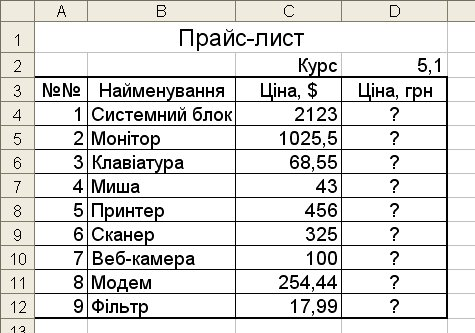 A B C D
1 Прайс-лист
2 Курс 5,1
3 №№ Найменування Ціна, $ Ціна, грн
4 1 Системний блок 2123 ?
5 2 Монітор 1025,5 ?
6 3 Клавіатура 68,55 ?
7 4 Миша 43 ?
8 5 Принтер 456 ?
9 6 Сканер 325 ?
10 7 Веб-камера 100 ?
11 8 Модем 254,44 ?
12 9 Фільтр 17,99 ?
13